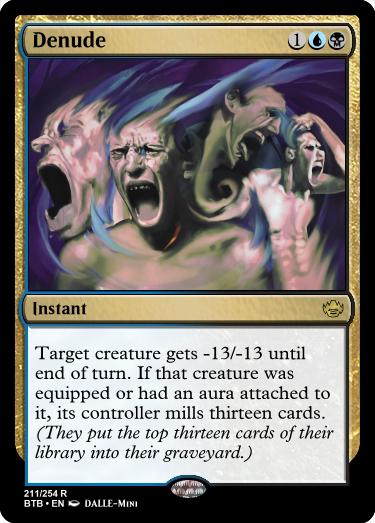 Denude 1
Instant
Target creature gets -13/-13 until
end of turn. If that creature was
equipped or had an aura attached to
it, its controller mills thirteen cards.
(They put the top thirteen cards of their
library into their graveyard.)
211/254 R
BTB • EN DALLE-Mini